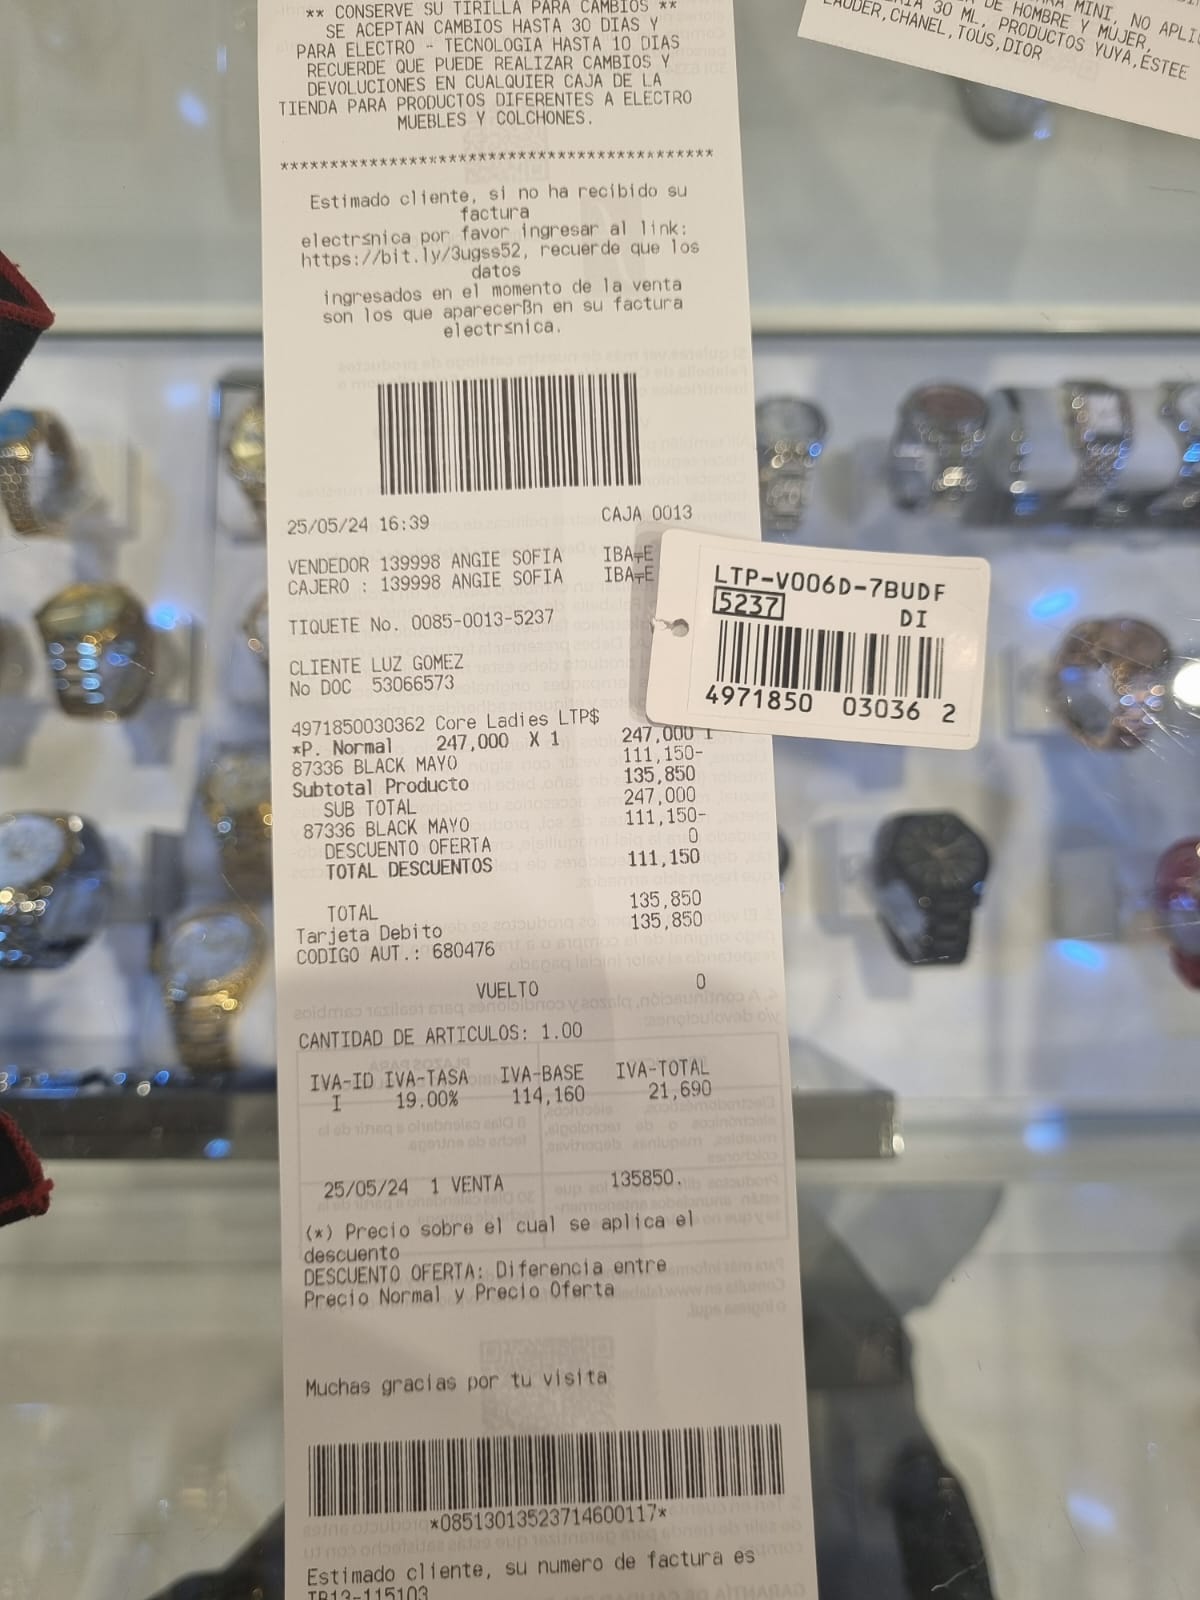 ** CONSERVE SU TIRILLA PARA CAMBIOS **
SE ACEPTAN CAMBIOS HASTA 30 DIAS Y
PARA ELECTRO - TECNOLOGIA HASTA 10 DIAS
RECUERDE QUE PUEDE REALIZAR CAMBIOS Y
DEVOLUCIONES EN CUALQUIER CAJA DE LA
TIENDA PARA PRODUCTOS DIFERENTES A ELECTRO
MUEBLES Y COLCHONES.
********************************************
Estimado cliente, si no ha recibido su
factura
electr≤nica por favor ingresar al link:
https://bit.ly/3ugss52, recuerde que los
datos
ingresados en el momento de la venta
son los que aparecerßn en su factura
electr≤nica.
25/05/24 16:39 CAJA 0013
VENDEDOR 139998 ANGIE SOFIA IBA╤E
CAJERO : 139998 ANGIE SOFIA IBA╤E
TIQUETE No. 0085-0013-5237
CLIENTE LUZ GOMEZ
No DOC 53066573
4971850030362 Core Ladies LTP$
*P. Normal 247,000 X 1 247,000 I
87336 BLACK MAYO 111,150-
Subtotal Producto 135,850
SUB TOTAL 247,000
87336 BLACK MAYO 111,150-
DESCUENTO OFERTA 0
TOTAL DESCUENTOS 111,150
TOTAL 135,850
Tarjeta Debito 135,850
CODIGO AUT.: 680476
VUELTO 0
CANTIDAD DE ARTICULOS: 1.00
IVA-ID IVA-TASA IVA-BASE IVA-TOTAL
I 19.00% 114,160 21,690
25/05/24 1 VENTA 135850.
(*) Precio sobre el cual se aplica el
descuento
DESCUENTO OFERTA: Diferencia entre
Precio Normal y Precio Oferta
Muchas gracias por tu visita
*08513013523714600117*
Estimado cliente, su numero de factura es
TR13-115103
LTP-V006D-7BUDF
5237 DI
4971850 03036 2
MINI, NO
DE HOMBRE Y MUJER,
30 ML, PRODUCTOS YUYA,ESTEE
LAUDER,CHANEL,TOUS,DIOR